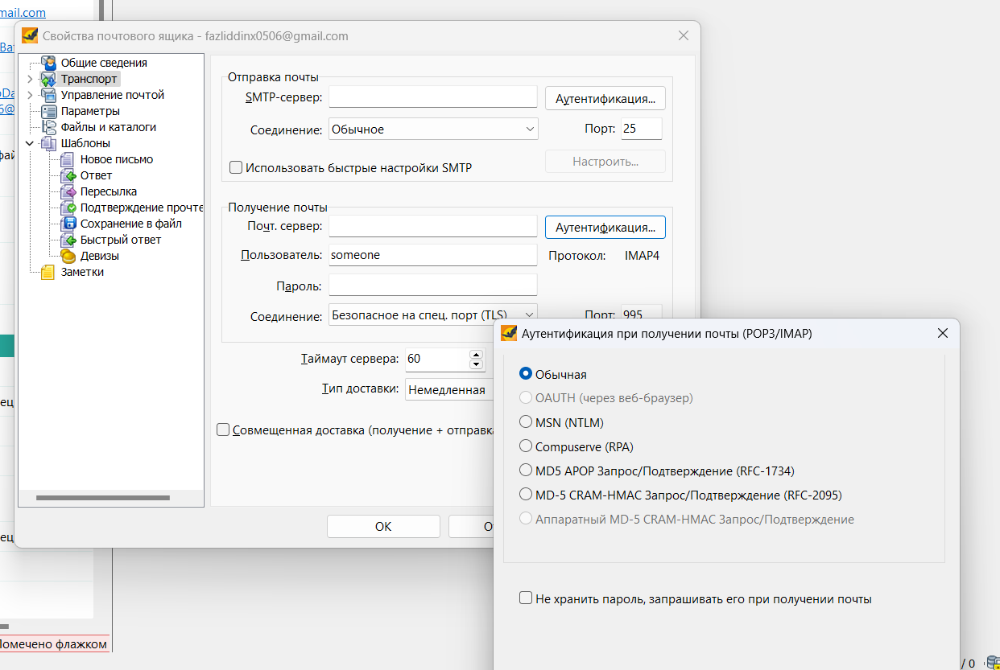 mail.com
Свойства почтового ящика - fazliddinx0506@gmail.com
Общие сведения
Транспорт
Управление почтой
Параметры
Файлы и каталоги
Шаблоны
Новое письмо
Ответ
Пересылка
Подтверждение прочте
Сохранение в файл
Быстрый ответ
Девизы
Заметки
Отправка почты
SMTP-сервер:
Аутентификация...
Соединение: Обычное
Порт: 25
Использовать быстрые настройки SMTP
Настроить...
Получение почты
Почт. сервер:
Аутентификация...
Пользователь: someone
Протокол: IMAP4
Пароль:
Соединение: Безопасное на спец. порт (TLS)
Порт: 995
Таймаут сервера: 60
Тип доставки: Немедленная
Совмещенная доставка (получение + отправка
OK
Аутентификация при получении почты (POP3/IMAP)
Обычная
OAUTH (через веб-браузер)
MSN (NTLM)
Compuserve (RPA)
MD5 APOP Запрос/Подтверждение (RFC-1734)
MD-5 CRAM-HMAC Запрос/Подтверждение (RFC-2095)
Аппаратный MD-5 CRAM-HMAC Запрос/Подтверждение
Не хранить пароль, запрашивать его при получении почты
Помечено флажком
/ 0